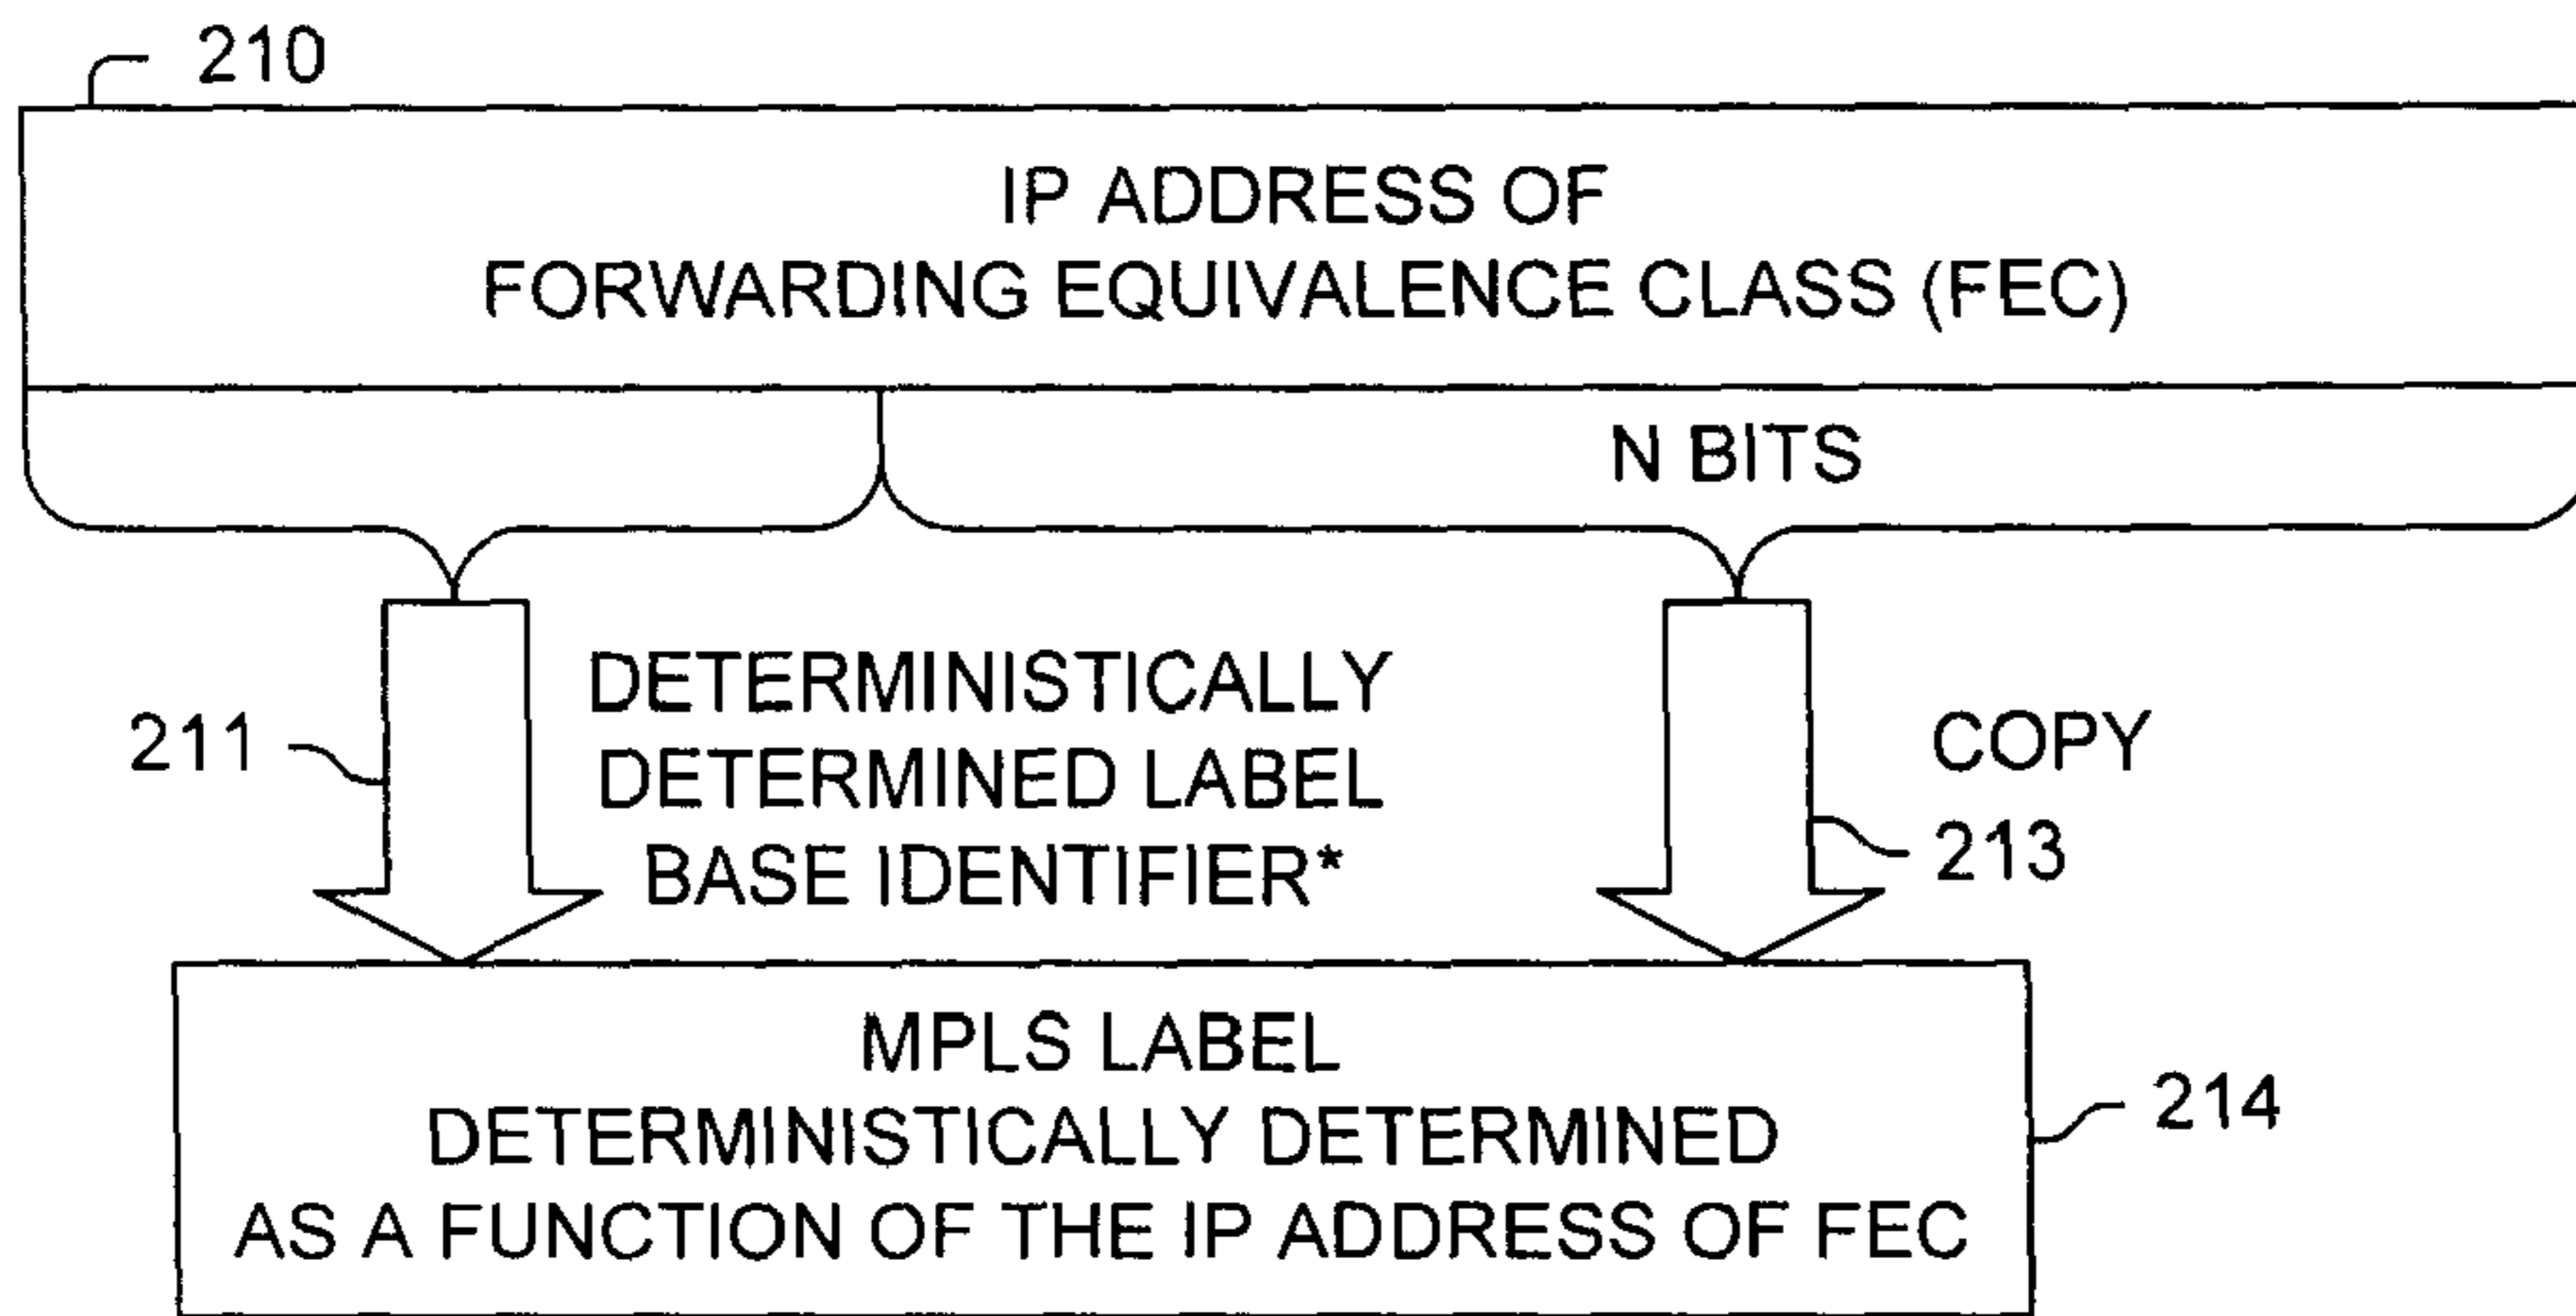 210
IP ADDRESS OF
FORWARDING EQUIVALENCE CLASS (FEC)
N BITS
211
DETERMINISTICALLY
DETERMINED LABEL
BASE IDENTIFIER*
COPY
213
MPLS LABEL
DETERMINISTICALLY DETERMINED
AS A FUNCTION OF THE IP ADDRESS OF FEC
214